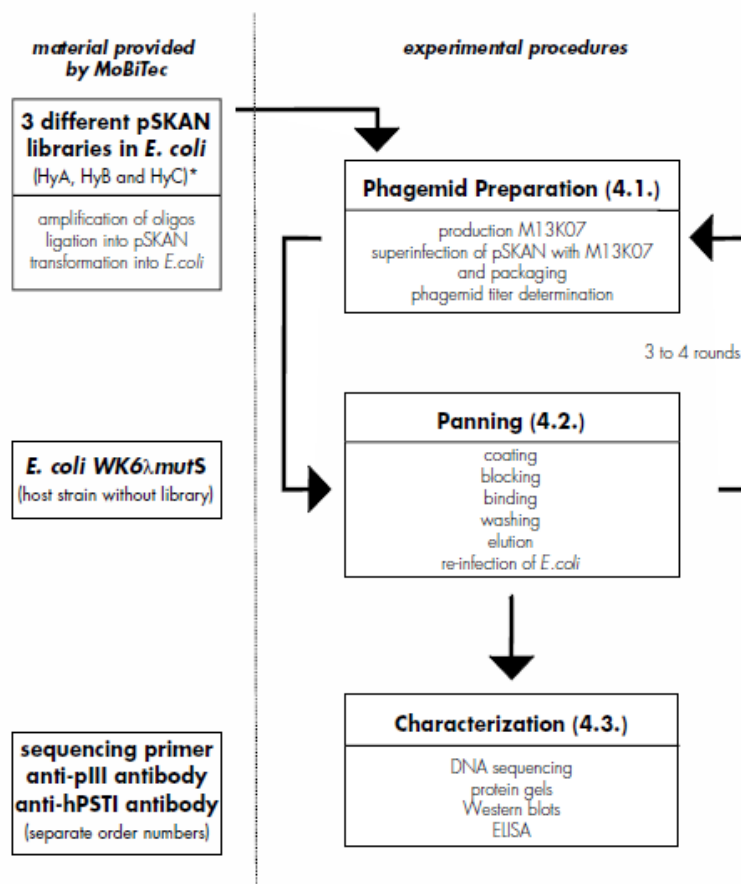 material provided
by MoBiTec
experimental procedures
3 different pSKAN
libraries in E. coli
(HyA, HyB and HyC)*
amplification of oligos
ligation into pSKAN
transformation into E.coli
Phagemid Preparation (4.1.)
production M13K07
superinfection of pSKAN with M13K07
and packaging
phagemid titer determination
3 to 4 rounds
Panning (4.2.)
coating
blocking
binding
washing
elution
re-infection of E.coli
E. coli WK6λmutS
(host strain without library)
Characterization (4.3.)
DNA sequencing
protein gels
Western blots
ELISA
sequencing primer
anti-pIII antibody
anti-hPSTI antibody
(separate order numbers)